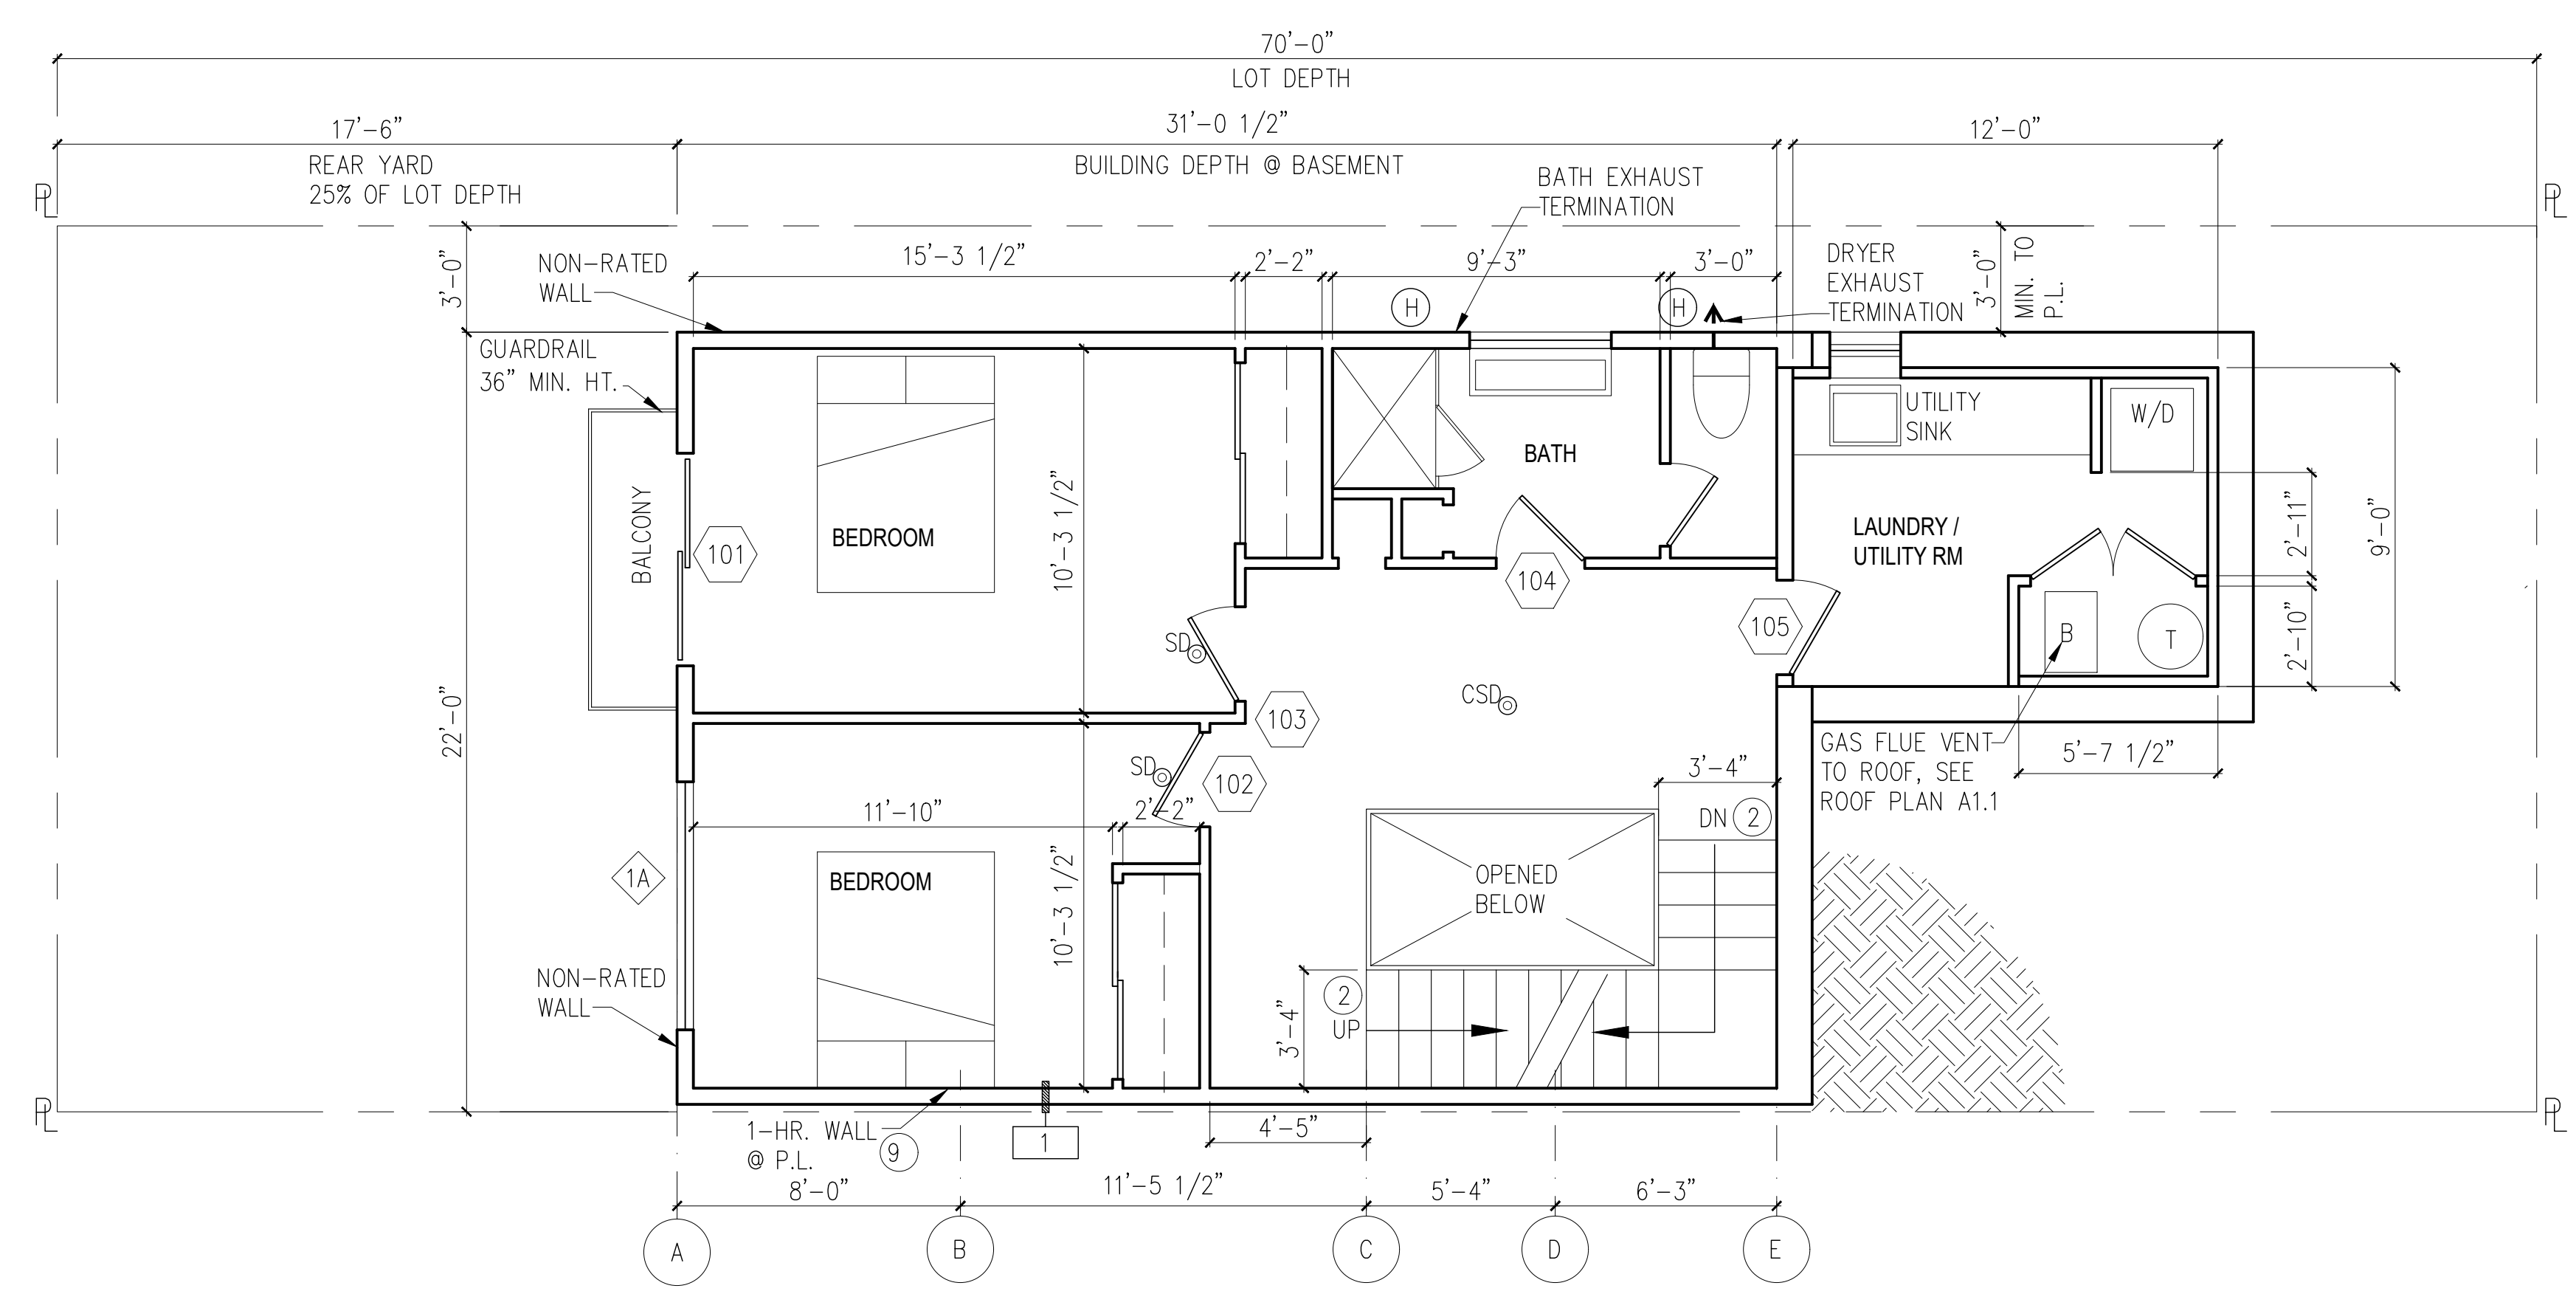 70'-0"
LOT DEPTH
17'-6"
31'-0 1/2"
12'-0"
REAR YARD
25% OF LOT DEPTH
BUILDING DEPTH @ BASEMENT
BATH EXHAUST
TERMINATION
PL
PL
15'-3 1/2"
2'-2"
9'-3"
3'-0"
DRYER
EXHAUST
TERMINATION
3'-0"
MIN. TO
P.L.
3'-0"
NON-RATED
WALL
H
H
GUARDRAIL
36" MIN. HT.
UTILITY
SINK
W/D
BATH
BALCONY
101
BEDROOM
10'-3 1/2"
LAUNDRY /
UTILITY RM
2'-11"
9'-0"
104
105
B
T
2'-10"
SD
CSD
103
22'-0"
GAS FLUE VENT
TO ROOF, SEE
ROOF PLAN A1.1
5'-7 1/2"
SD
102
3'-4"
11'-10"
2'-2"
DN
2
1A
BEDROOM
10'-3 1/2"
OPENED
BELOW
NON-RATED
WALL
2
UP
3'-4"
PL
PL
1-HR. WALL
@ P.L.
9
1
4'-5"
8'-0"
11'-5 1/2"
5'-4"
6'-3"
A
B
C
D
E